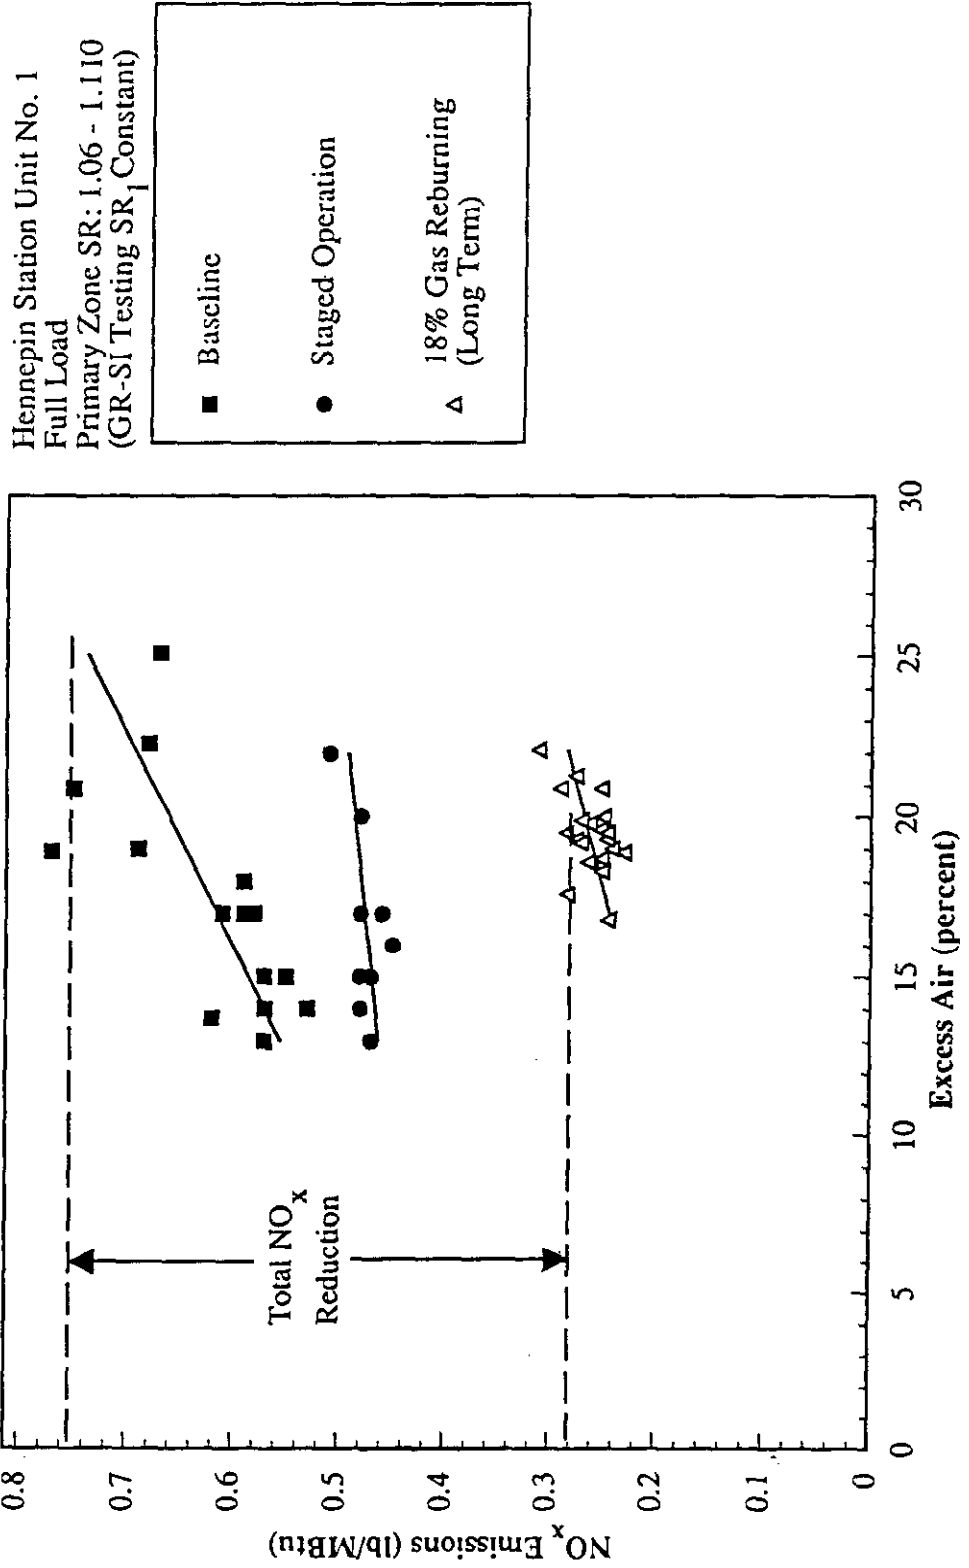 Hennepin Station Unit No. 1
Full Load
Primary Zone SR: 1.06 - 1.110
(GR-SI Testing SR1 Constant)
Baseline
Staged Operation
18% Gas Reburning
(Long Term)
0.8
0.7
0.6
0.5
0.4
0.3
0.2
0.1
0
NOx Emissions (lb/MBtu)
Total NOx
Reduction
0
5
10
15
20
25
30
Excess Air (percent)